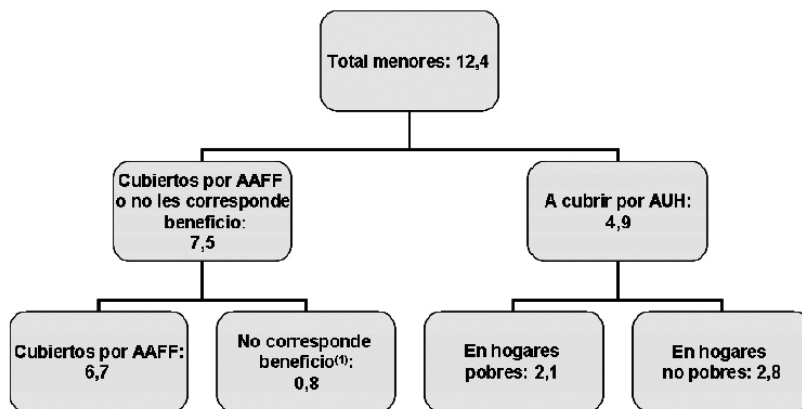 Total menores: 12,4
Cubiertos por AAFF
o no les corresponde
beneficio:
7,5
A cubrir por AUH:
4,9
Cubiertos por AAFF:
6,7
No corresponde
beneficio(1):
0,8
En hogares
pobres: 2,1
En hogares
no pobres: 2,8